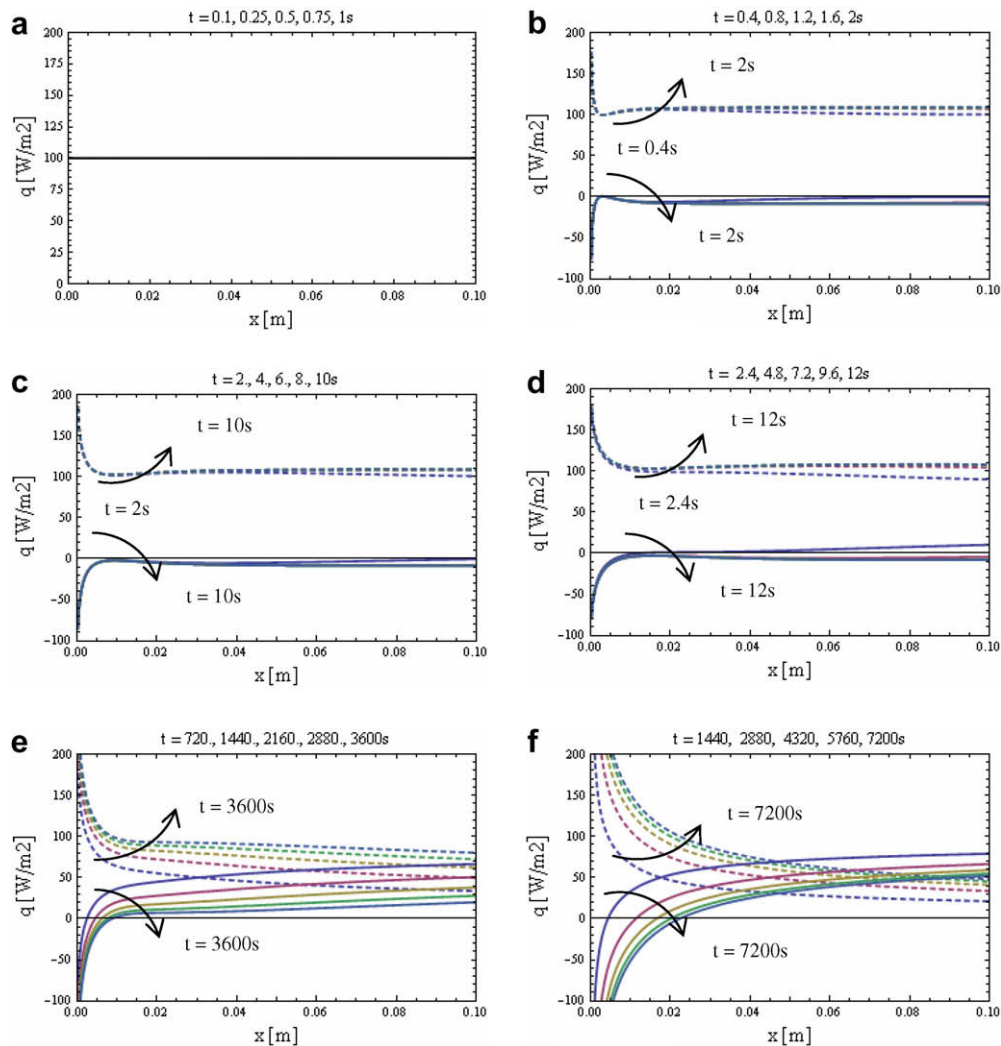 a
t = 0.1, 0.25, 0.5, 0.75, 1s
200
175
150
125
100
75
50
25
0
q [W/m2]
0.00 0.02 0.04 0.06 0.08 0.10
x [m]
b
t = 0.4, 0.8, 1.2, 1.6, 2s
200
150
100
50
0
-50
-100
q [W/m2]
t = 2s
t = 0.4s
t = 2s
0.00 0.02 0.04 0.06 0.08 0.10
x [m]
c
t = 2., 4., 6., 8., 10s
200
150
100
50
0
-50
-100
q [W/m2]
t = 10s
t = 2s
t = 10s
0.00 0.02 0.04 0.06 0.08 0.10
x [m]
d
t = 2.4, 4.8, 7.2, 9.6, 12s
200
150
100
50
0
-50
-100
q [W/m2]
t = 12s
t = 2.4s
t = 12s
0.00 0.02 0.04 0.06 0.08 0.10
x [m]
e
t = 720., 1440., 2160., 2880., 3600s
200
150
100
50
0
-50
-100
q [W/m2]
t = 3600s
t = 3600s
0.00 0.02 0.04 0.06 0.08 0.10
x [m]
f
t = 1440, 2880, 4320, 5760, 7200s
200
150
100
50
0
-50
-100
q [W/m2]
t = 7200s
t = 7200s
0.00 0.02 0.04 0.06 0.08 0.10
x [m]